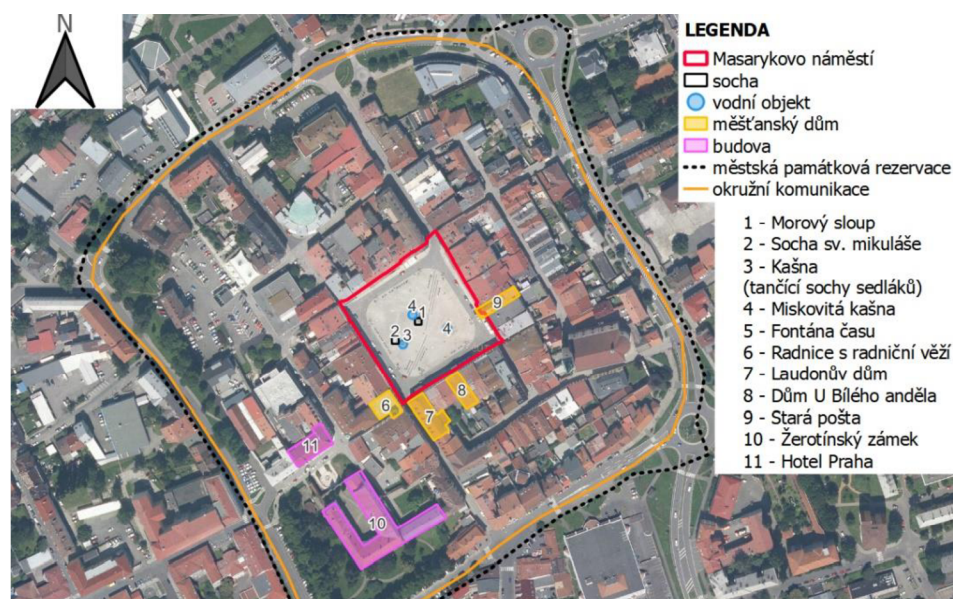 N
LEGENDA
Masarykovo náměstí
socha
vodní objekt
měšťanský dům
budova
městská památková rezervace
okružní komunikace
1 - Morový sloup
2 - Socha sv. mikuláše
3 - Kašna
(tančící sochy sedláků)
4 - Miskovitá kašna
5 - Fontána času
6 - Radnice s radniční věží
7 - Laudonův dům
8 - Dům U Bílého anděla
9 - Stará pošta
10 - Žerotínský zámek
11 - Hotel Praha
9
4
1
4
2
3
8
6
7
11
10